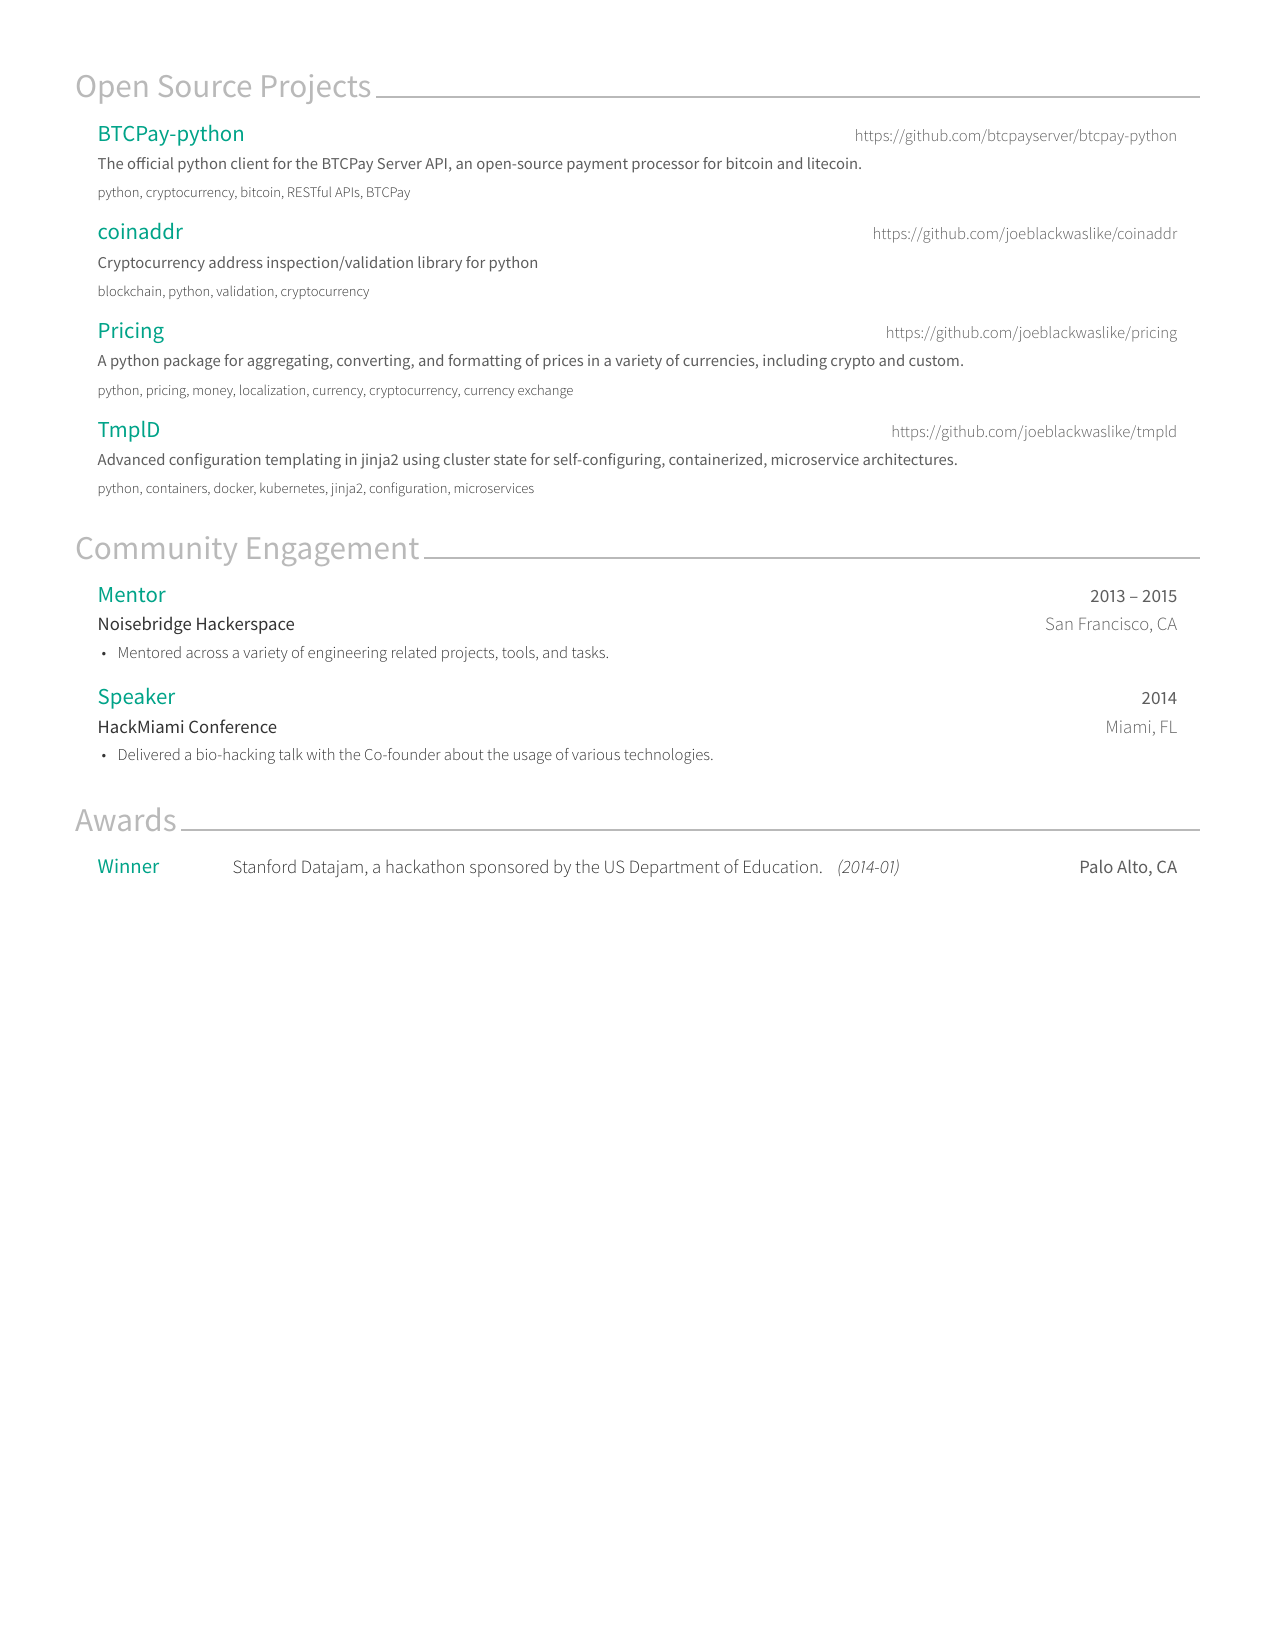 Open Source Projects
BTCPay-python https://github.com/btcpayserver/btcpay-python
The official python client for the BTCPay Server API, an open-source payment processor for bitcoin and litecoin.
python, cryptocurrency, bitcoin, RESTful APIs, BTCPay
coinaddr https://github.com/joeblackwaslike/coinaddr
Cryptocurrency address inspection/validation library for python
blockchain, python, validation, cryptocurrency
Pricing https://github.com/joeblackwaslike/pricing
A python package for aggregating, converting, and formatting of prices in a variety of currencies, including crypto and custom.
python, pricing, money, localization, currency, cryptocurrency, currency exchange
TmplD https://github.com/joeblackwaslike/tmpld
Advanced configuration templating in jinja2 using cluster state for self-configuring, containerized, microservice architectures.
python, containers, docker, kubernetes, jinja2, configuration, microservices
Community Engagement
Mentor 2013 – 2015
Noisebridge Hackerspace San Francisco, CA
• Mentored across a variety of engineering related projects, tools, and tasks.
Speaker 2014
HackMiami Conference Miami, FL
• Delivered a bio-hacking talk with the Co-founder about the usage of various technologies.
Awards
Winner Stanford Datajam, a hackathon sponsored by the US Department of Education. (2014-01) Palo Alto, CA